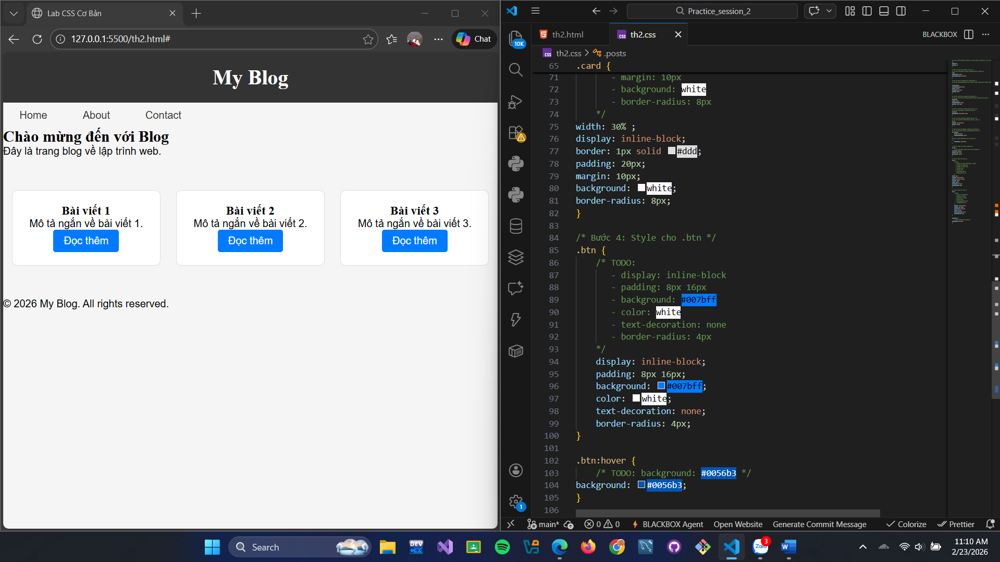 Lab CSS Cơ Bản
127.0.0.1:5500/th2.html#
Chat
My Blog
Home
About
Contact
Chào mừng đến với Blog
Đây là trang blog về lập trình web.
Bài viết 1
Mô tả ngắn về bài viết 1.
Đọc thêm
Bài viết 2
Mô tả ngắn về bài viết 2.
Đọc thêm
Bài viết 3
Mô tả ngắn về bài viết 3.
Đọc thêm
© 2026 My Blog. All rights reserved.
Practice_session_2
10K
th2.html
th2.css
BLACKBOX
th2.css > .posts
65 .card {
71 - margin: 10px
72 - background: white
73 - border-radius: 8px
74 */
75 width: 30% ;
76 display: inline-block;
77 border: 1px solid #ddd;
78 padding: 20px;
79 margin: 10px;
80 background: white;
81 border-radius: 8px;
82 }
83
84 /* Bước 4: Style cho .btn */
85 .btn {
86 /* TODO:
87 - display: inline-block
88 - padding: 8px 16px
89 - background: #007bff
90 - color: white
91 - text-decoration: none
92 - border-radius: 4px
93 */
94 display: inline-block;
95 padding: 8px 16px;
96 background: #007bff;
97 color: white;
98 text-decoration: none;
99 border-radius: 4px;
100 }
101
102 .btn:hover {
103 /* TODO: background: #0056b3 */
104 background: #0056b3;
105 }
106
1
main* 0 0 BLACKBOX Agent Open Website Generate Commit Message Colorize Prettier
Search
DEV
Zalo
3
W
11:10 AM
2/23/2026